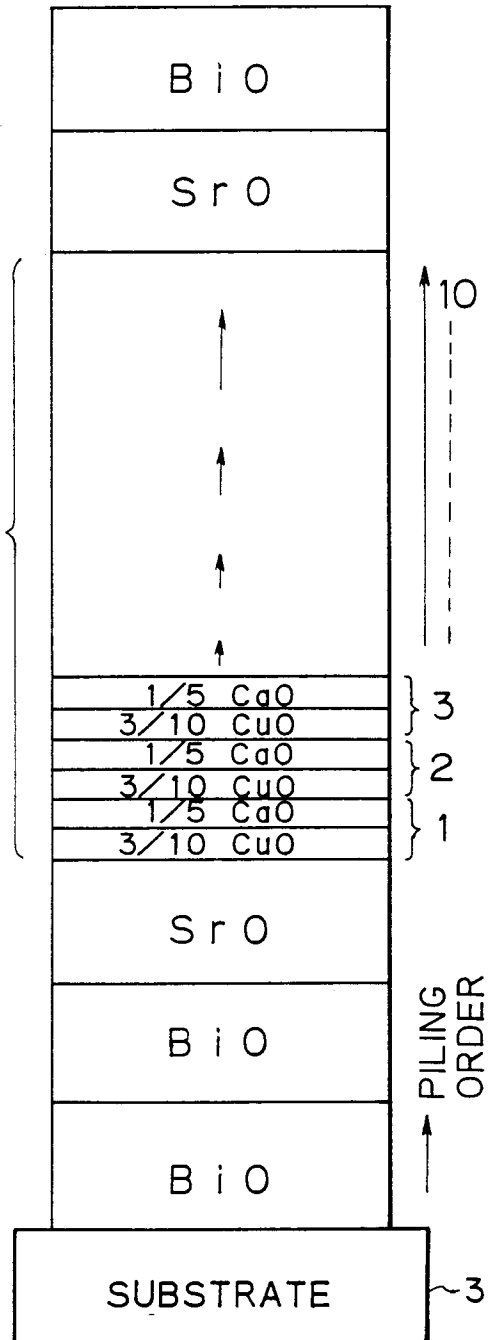 BiO
SrO
10
1/5 CaO
3/10 CuO
3
1/5 CaO
3/10 CuO
2
1/5 CaO
3/10 CuO
1
SrO
BiO
PILING
ORDER
BiO
SUBSTRATE
3